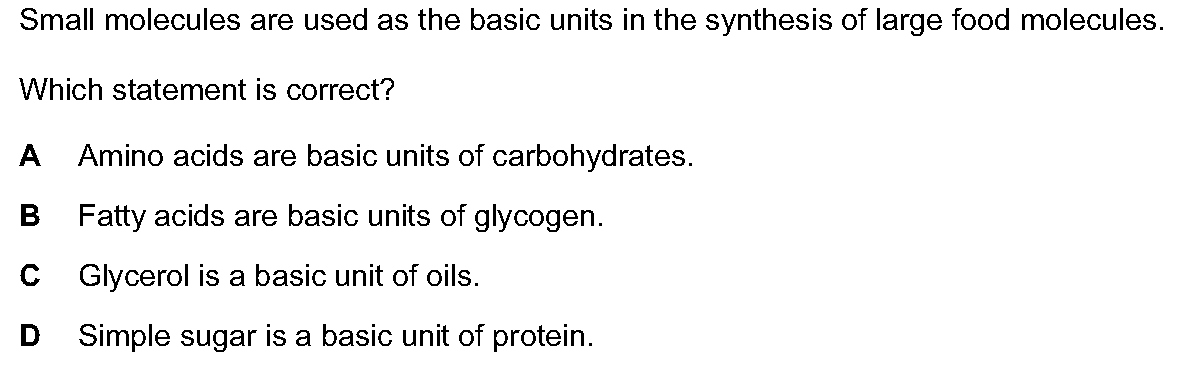 Small molecules are used as the basic units in the synthesis of large food molecules.
Which statement is correct?
A Amino acids are basic units of carbohydrates.
B Fatty acids are basic units of glycogen.
C Glycerol is a basic unit of oils.
D Simple sugar is a basic unit of protein.